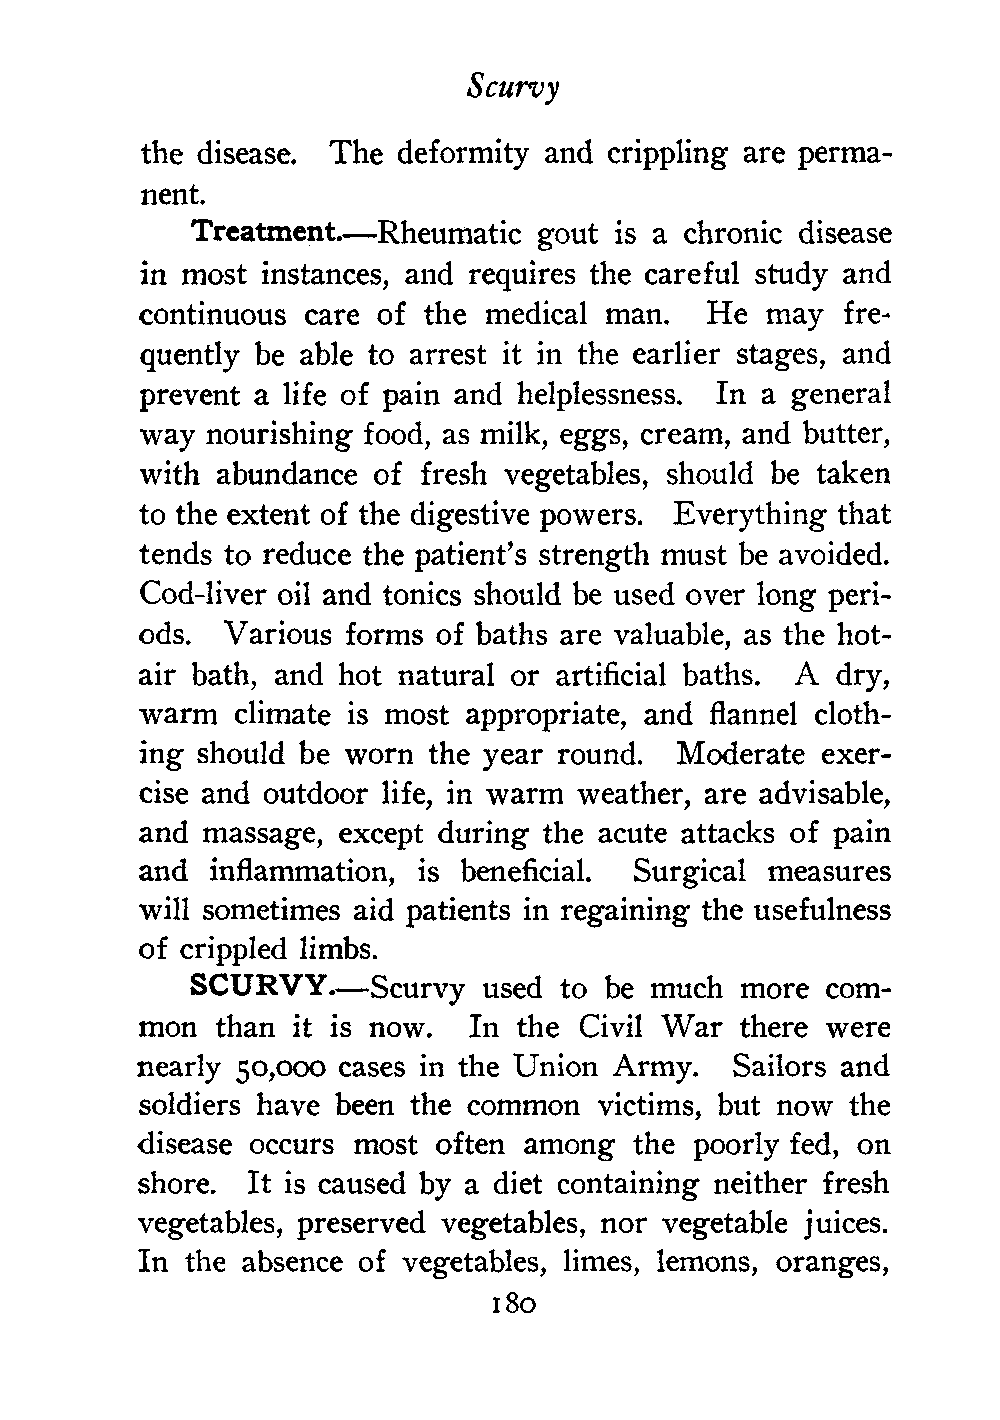 Scurvy
the disease. The deformity and crippling are perma-
nent.
Treatment.—Rheumatic gout is a chronic disease
in most instances, and requires the careful study and
continuous care of the medical man. He may fre-
quently be able to arrest it in the earlier stages, and
prevent a life of pain and helplessness. In a general
way nourishing food, as milk, eggs, cream, and butter,
with abundance of fresh vegetables, should be taken
to the extent of the digestive powers. Everything that
tends to reduce the patient's strength must be avoided.
Cod-liver oil and tonics should be used over long peri-
ods. Various forms of baths are valuable, as the hot-
air bath, and hot natural or artificial baths. A dry,
warm climate is most appropriate, and flannel cloth-
ing should be worn the year round. Moderate exer-
cise and outdoor life, in warm weather, are advisable,
and massage, except during the acute attacks of pain
and inflammation, is beneficial. Surgical measures
will sometimes aid patients in regaining the usefulness
of crippled limbs.
SCURVY.—Scurvy used to be much more com-
mon than it is now. In the Civil War there were
nearly 50,000 cases in the Union Army. Sailors and
soldiers have been the common victims, but now the
disease occurs most often among the poorly fed, on
shore. It is caused by a diet containing neither fresh
vegetables, preserved vegetables, nor vegetable juices.
In the absence of vegetables, limes, lemons, oranges,
180